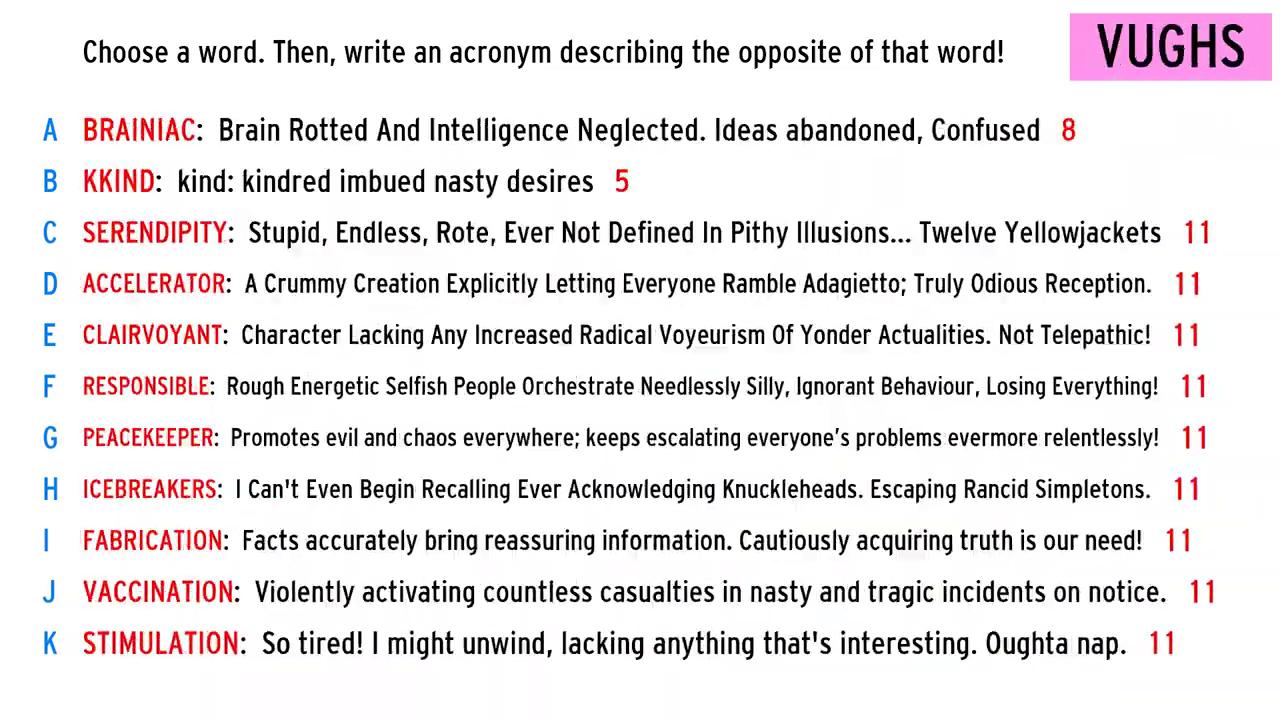 Choose a word. Then, write an acronym describing the opposite of that word!
VUGHS
A BRAINIAC: Brain Rotted And Intelligence Neglected. Ideas abandoned, Confused 8
B KKIND: kind: kindred imbued nasty desires 5
C SERENDIPITY: Stupid, Endless, Rote, Ever Not Defined In Pithy Illusions... Twelve Yellowjackets 11
D ACCELERATOR: A Crummy Creation Explicitly Letting Everyone Ramble Adagietto; Truly Odious Reception. 11
E CLAIRVOYANT: Character Lacking Any Increased Radical Voyeurism Of Yonder Actualities. Not Telepathic! 11
F RESPONSIBLE: Rough Energetic Selfish People Orchestrate Needlessly Silly, Ignorant Behaviour, Losing Everything! 11
G PEACEKEEPER: Promotes evil and chaos everywhere; keeps escalating everyone's problems evermore relentlessly! 11
H ICEBREAKERS: I Can't Even Begin Recalling Ever Acknowledging Knuckleheads. Escaping Rancid Simpletons. 11
I FABRICATION: Facts accurately bring reassuring information. Cautiously acquiring truth is our need! 11
J VACCINATION: Violently activating countless casualties in nasty and tragic incidents on notice. 11
K STIMULATION: So tired! I might unwind, lacking anything that's interesting. Oughta nap. 11